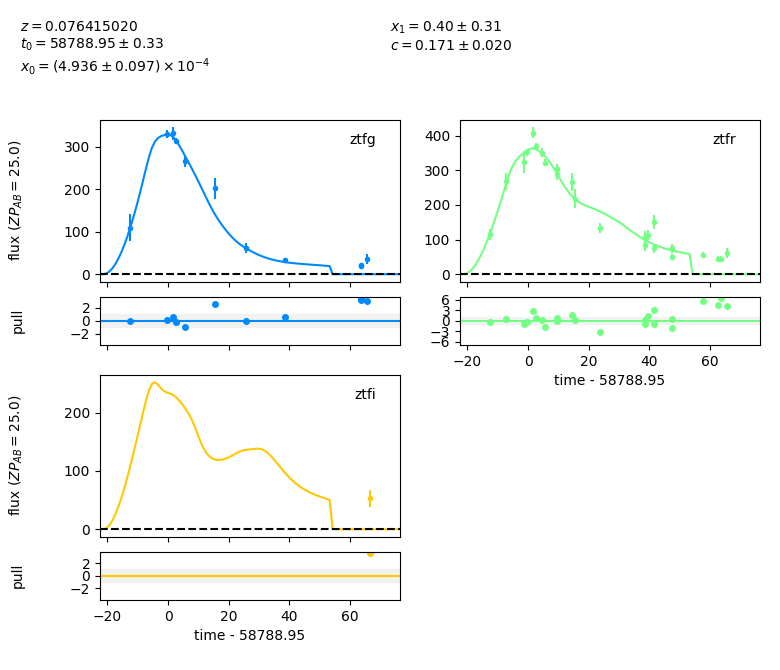 z = 0.076415020
t₀ = 58788.95 ± 0.33
x₀ = (4.936 ± 0.097) × 10⁻⁴
x₁ = 0.40 ± 0.31
c = 0.171 ± 0.020
flux (ZP_AB = 25.0)
300
200
100
0
ztfg
400
300
200
100
0
ztfr
pull
2
0
−2
6
3
0
−3
−6
−20
0
20
40
60
time - 58788.95
flux (ZP_AB = 25.0)
200
100
0
ztfi
pull
2
0
−2
−20
0
20
40
60
time - 58788.95